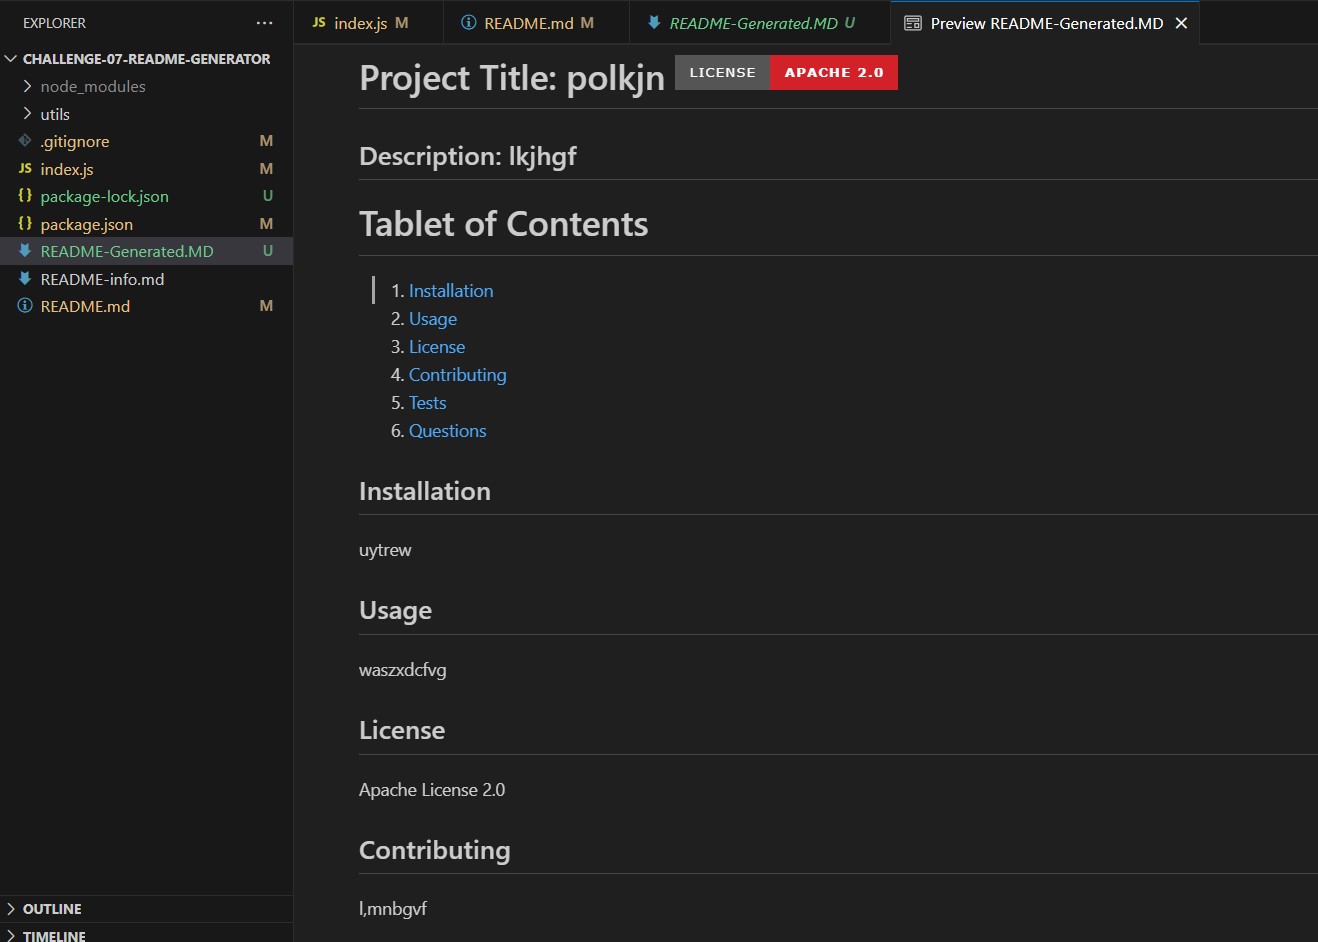 EXPLORER
CHALLENGE-07-README-GENERATOR
node_modules
utils
.gitignore M
JS index.js M
{} package-lock.json U
{} package.json M
README-Generated.MD U
README-info.md
README.md M
OUTLINE
TIMELINE
JS index.js M README.md M README-Generated.MD U Preview README-Generated.MD
Project Title: polkjn LICENSE APACHE 2.0
Description: lkjhgf
Tablet of Contents
1. Installation
2. Usage
3. License
4. Contributing
5. Tests
6. Questions
Installation
uytrew
Usage
waszxdcfvg
License
Apache License 2.0
Contributing
l,mnbgvf